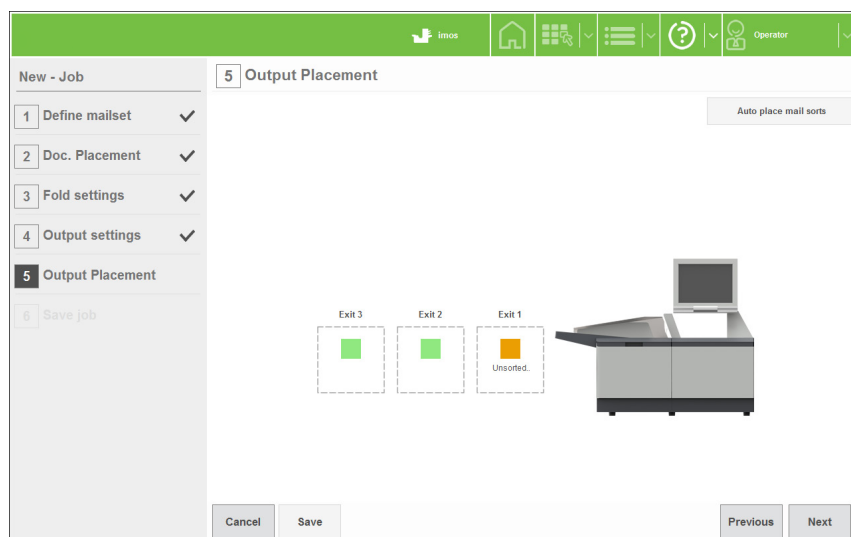 imos
Operator
New - Job
5 Output Placement
1 Define mailset
2 Doc. Placement
3 Fold settings
4 Output settings
5 Output Placement
6 Save job
Auto place mail sorts
Exit 3
Exit 2
Exit 1
Unsorted..
Cancel
Save
Previous
Next